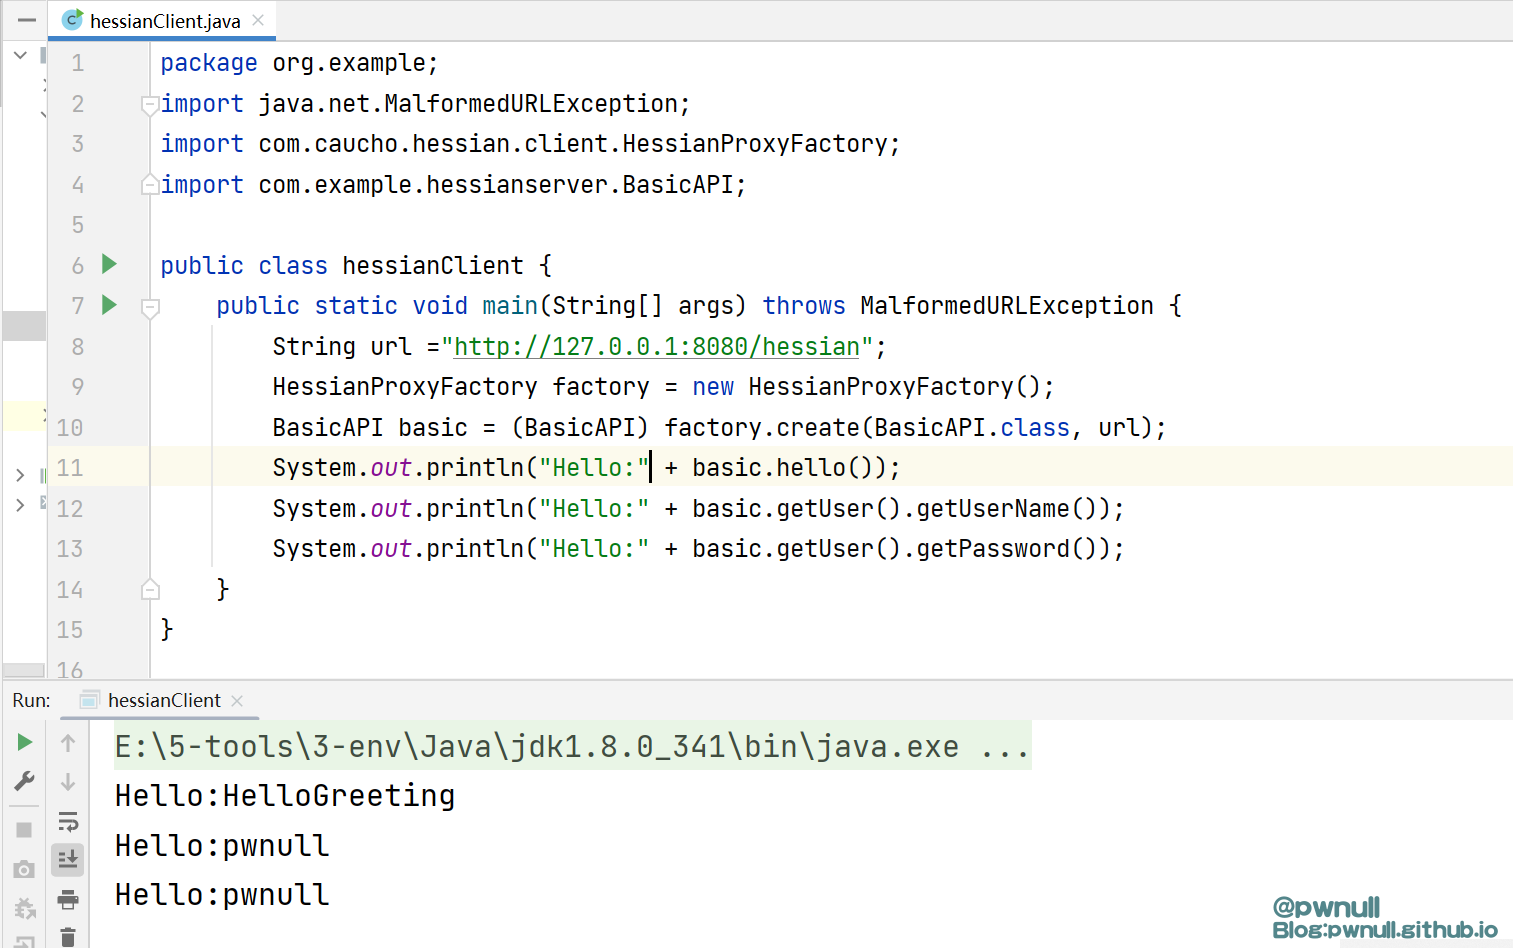 hessianClient.java
1 package org.example;
2 import java.net.MalformedURLException;
3 import com.caucho.hessian.client.HessianProxyFactory;
4 import com.example.hessianserver.BasicAPI;
5
6 public class hessianClient {
7 public static void main(String[] args) throws MalformedURLException {
8 String url ="http://127.0.0.1:8080/hessian";
9 HessianProxyFactory factory = new HessianProxyFactory();
10 BasicAPI basic = (BasicAPI) factory.create(BasicAPI.class, url);
11 System.out.println("Hello:" + basic.hello());
12 System.out.println("Hello:" + basic.getUser().getUserName());
13 System.out.println("Hello:" + basic.getUser().getPassword());
14 }
15 }
16
Run: hessianClient
E:\5-tools\3-env\Java\jdk1.8.0_341\bin\java.exe ...
Hello:HelloGreeting
Hello:pwnull
Hello:pwnull
@pwnull
Blog:pwnull.github.io